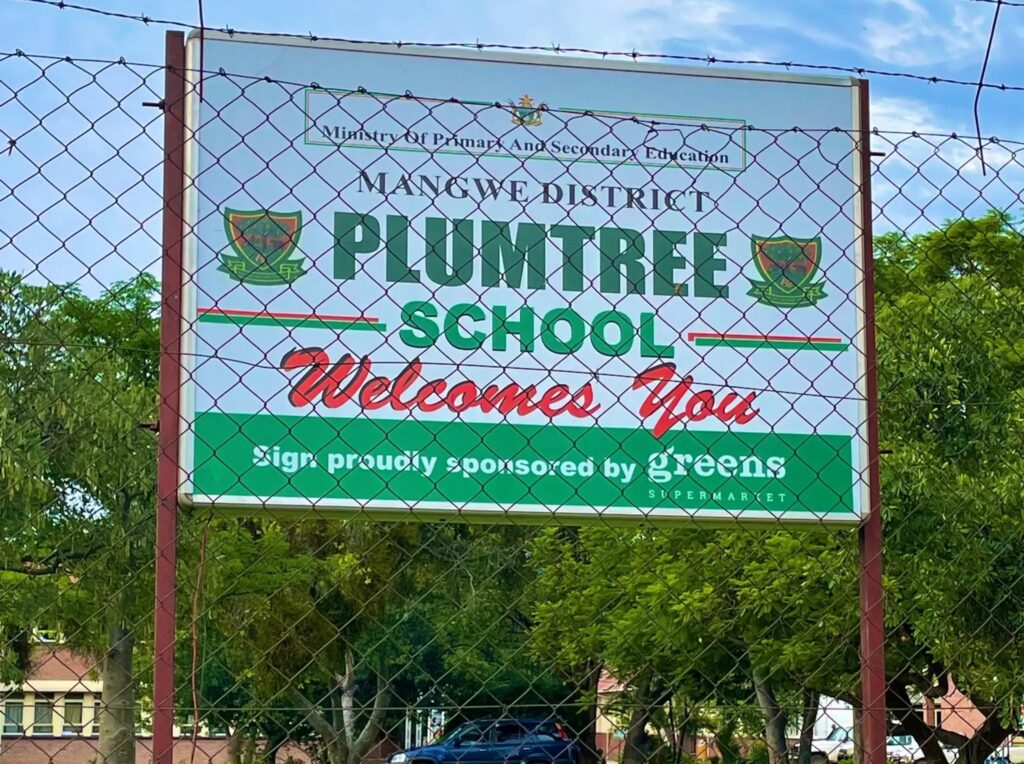 Ministry Of Primary And Secondary Education
MANGWE DISTRICT
PLUMTREE
SCHOOL
Welcomes You
Sign proudly sponsored by greens
SUPERMARKET